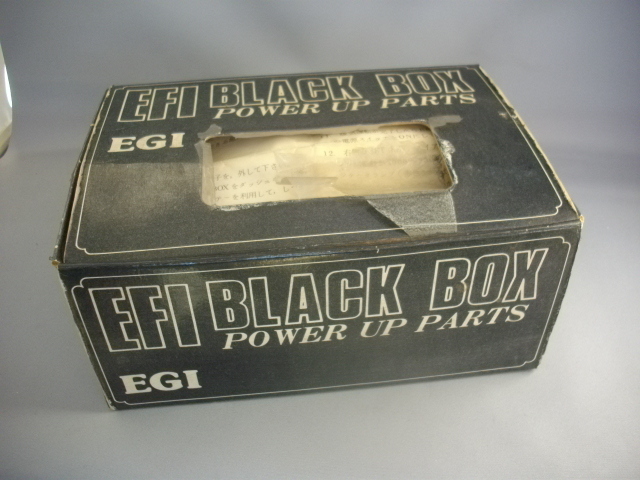 EFI BLACK BOX
POWER UP PARTS
EGI
EFI BLACK BOX
POWER UP PARTS
EGI